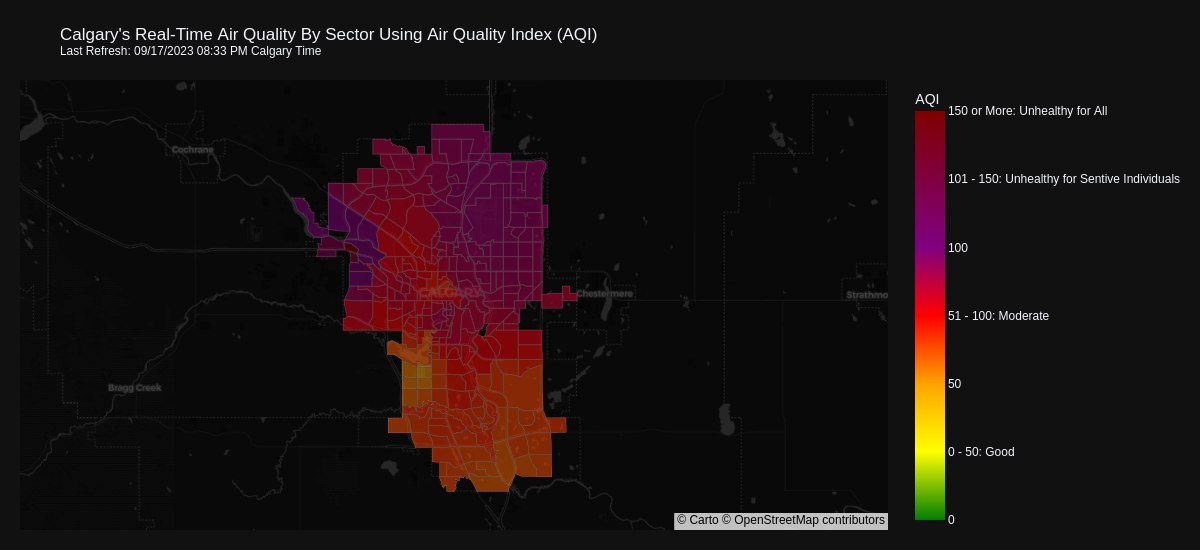 Calgary's Real-Time Air Quality By Sector Using Air Quality Index (AQI)
Last Refresh: 09/17/2023 08:33 PM Calgary Time
AQI
150 or More: Unhealthy for All
Cochrane
101 - 150: Unhealthy for Sentive Individuals
100
CALGARY
Chestermere
Strathmo
51 - 100: Moderate
Bragg Creek
50
0 - 50: Good
0
© Carto © OpenStreetMap contributors